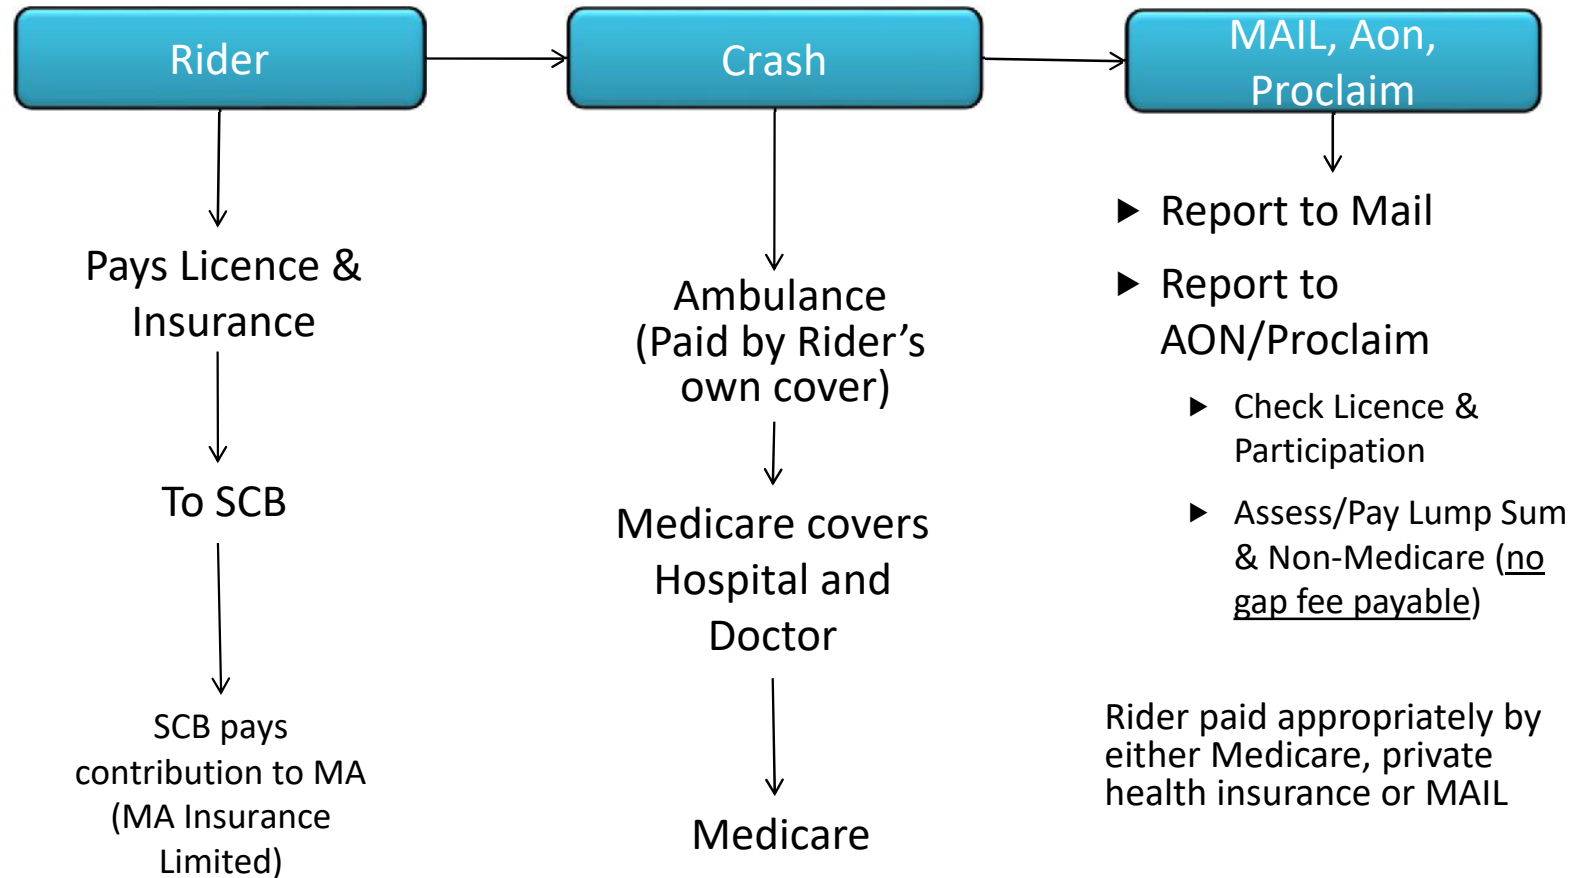 Rider
Pays Licence &
Insurance
To SCB
SCB pays
contribution to MA
(MA Insurance
Limited)
Crash
Ambulance
(Paid by Rider’s
own cover)
Medicare covers
Hospital and
Doctor
Medicare
MAIL, Aon,
Proclaim
Report to Mail
Report to
AON/Proclaim
Check Licence &
Participation
Assess/Pay Lump Sum
& Non-Medicare (no
gap fee payable)
Rider paid appropriately by
either Medicare, private
health insurance or MAIL